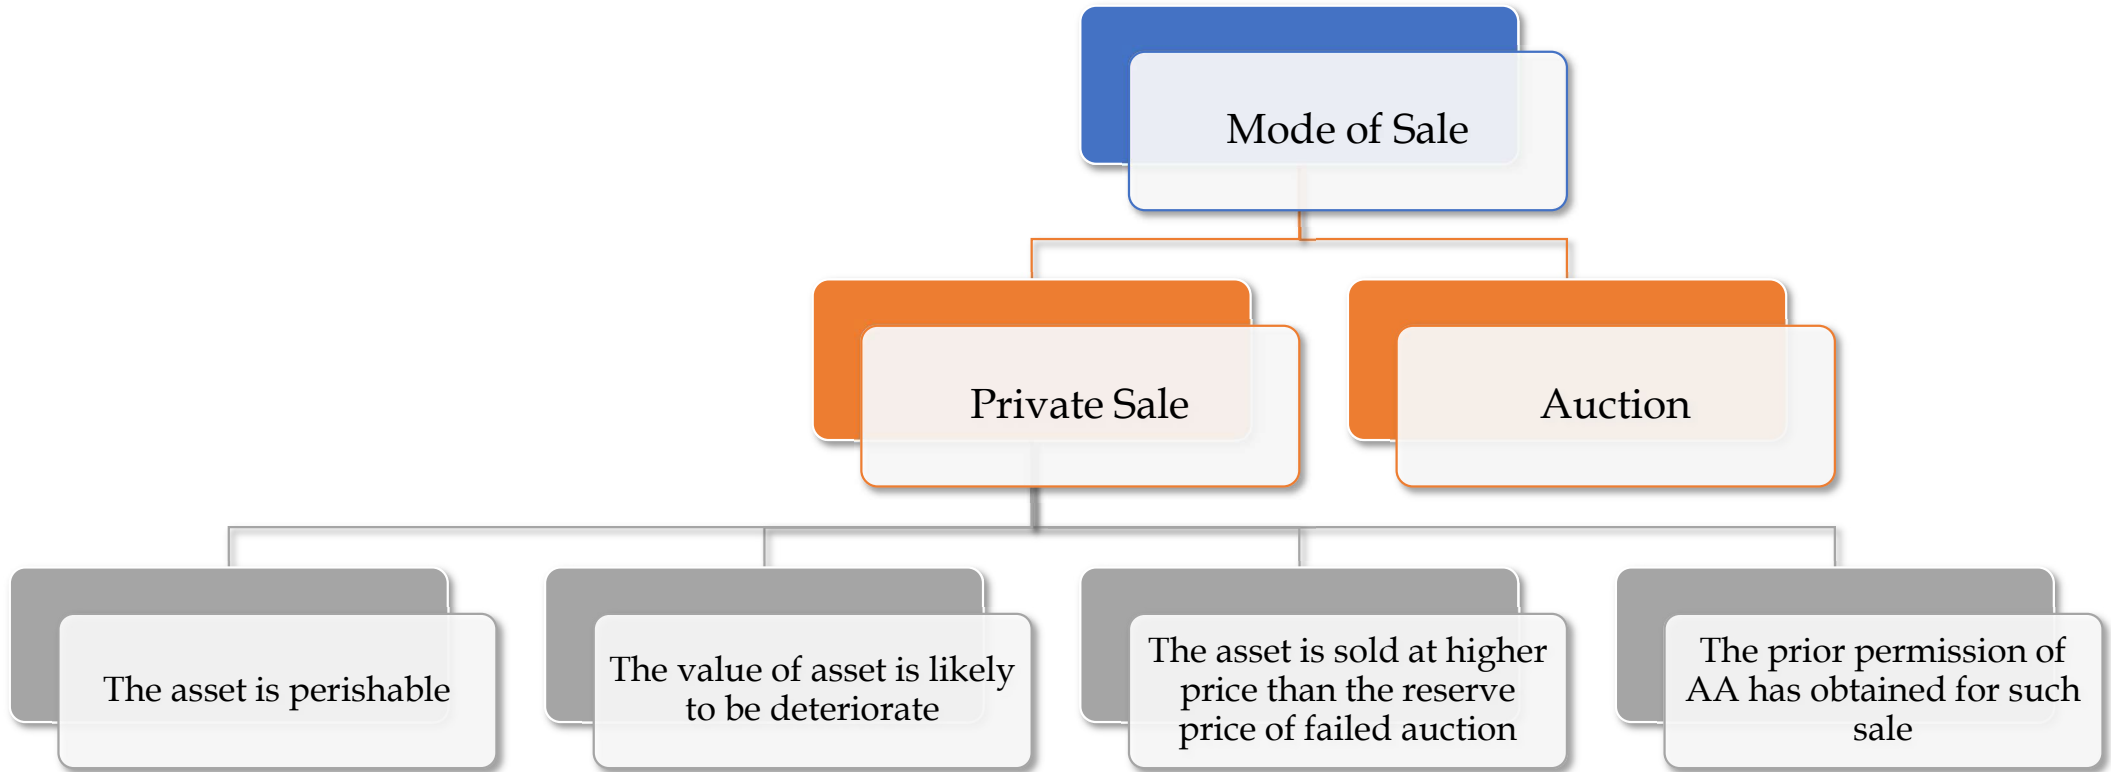 Mode of Sale
Private Sale
Auction
The asset is perishable
The value of asset is likely
to be deteriorate
The asset is sold at higher
price than the reserve
price of failed auction
The prior permission of
AA has obtained for such
sale